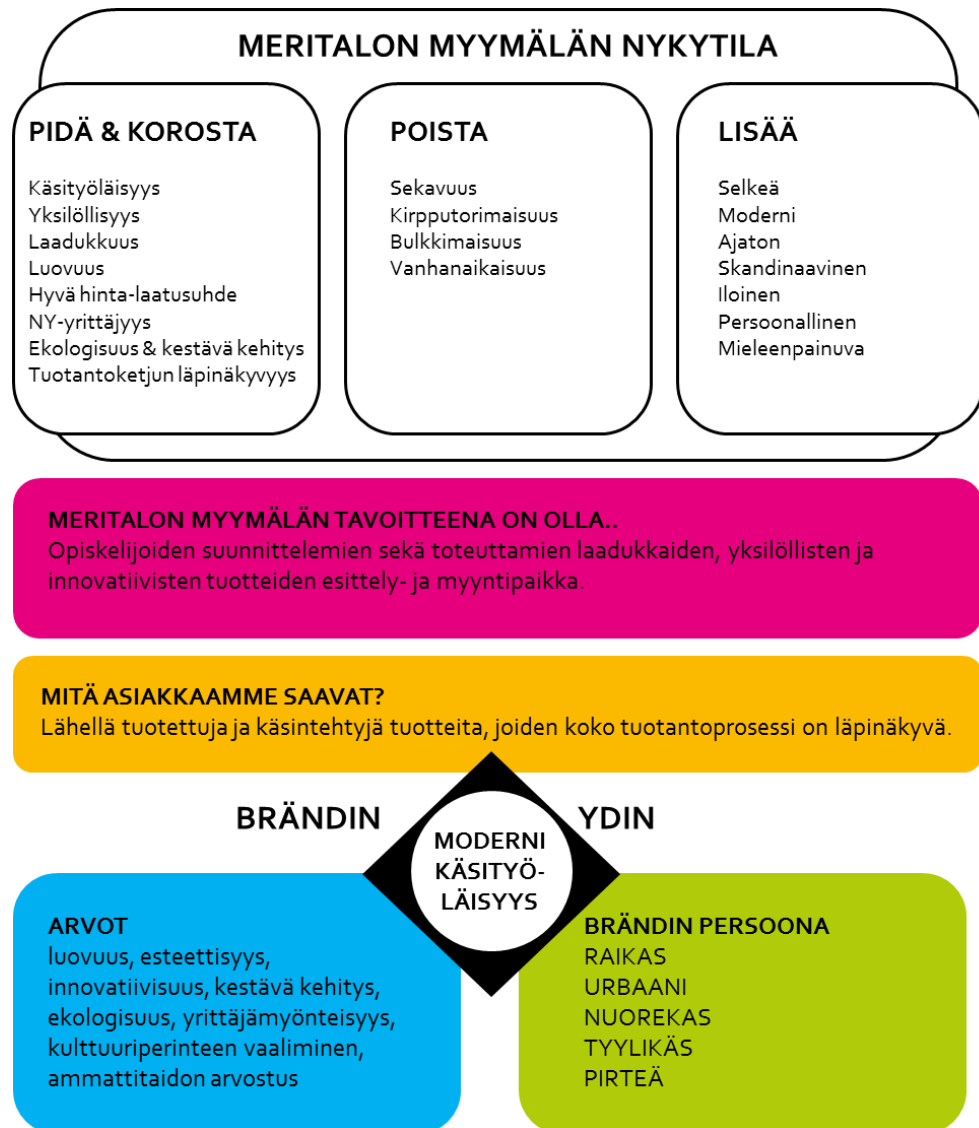 MERITALON MYYMÄLÄN NYKYTILA
PIDÄ & KOROSTA
Käsityöläisyys
Yksilöllisyys
Laadukkuus
Luovuus
Hyvä hinta-laatusuhde
NY-yrittäjyys
Ekologisuus & kestävä kehitys
Tuotantoketjun läpinäkyvyys
POISTA
Sekavuus
Kirpputorimaisuus
Bulkkimaisuus
Vanhanaikaisuus
LISÄÄ
Selkeä
Moderni
Ajaton
Skandinaavinen
Iloinen
Persoonallinen
Mieleenpainuva
MERITALON MYYMÄLÄN TAVOITTEENA ON OLLA..
Opiskelijoiden suunnittelemien sekä toteuttamien laadukkaiden, yksilöllisten ja
innovatiivisten tuotteiden esittely- ja myyntipaikka.
MITÄ ASIAKKAAMME SAAVAT?
Lähellä tuotettuja ja käsintehtyjä tuotteita, joiden koko tuotantoprosessi on läpinäkyvä.
BRÄNDIN YDIN
MODERNI
KÄSITYÖ-
LÄISYYS
ARVOT
luovuus, esteettisyys,
innovatiivisuus, kestävä kehitys,
ekologisuus, yrittäjämyönteisyys,
kulttuuriperinteen vaaliminen,
ammattitaidon arvostus
BRÄNDIN PERSOONA
RAIKAS
URBAANI
NUOREKAS
TYYLIKÄS
PIRTEÄ